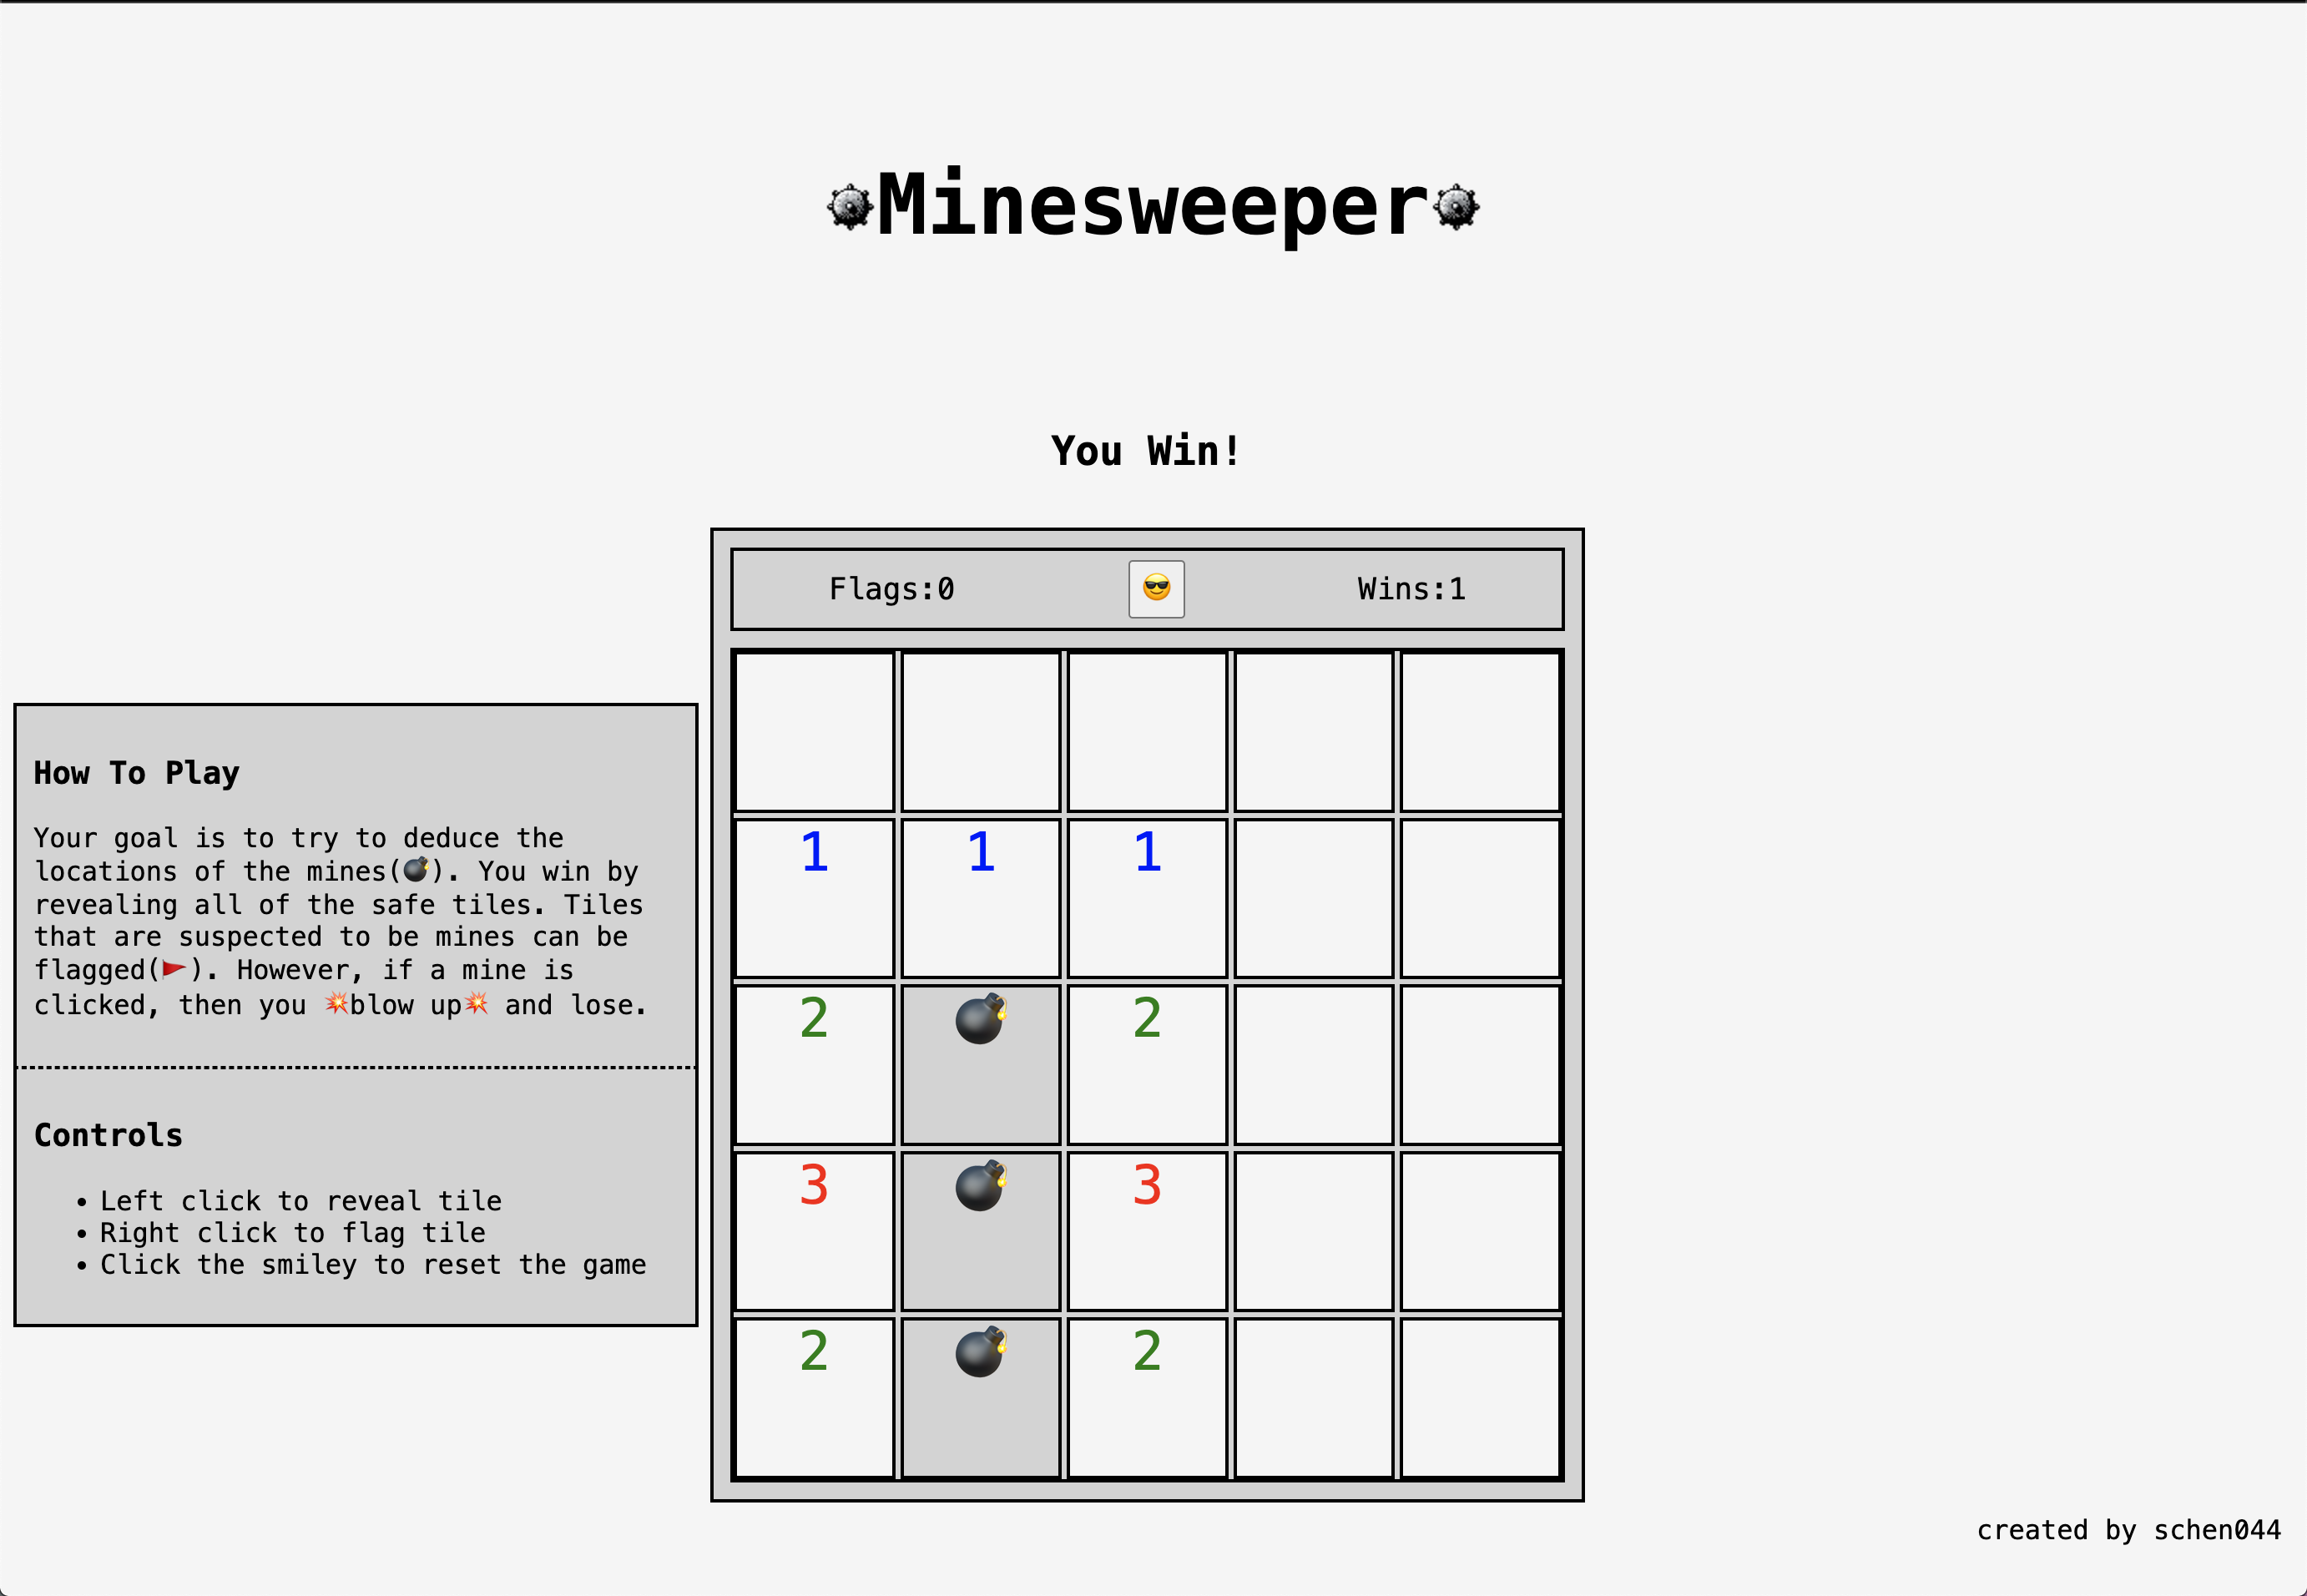 Minesweeper
You Win!
Flags:0 Wins:1
How To Play
Your goal is to try to deduce the
locations of the mines(💣). You win by
revealing all of the safe tiles. Tiles
that are suspected to be mines can be
flagged(🚩). However, if a mine is
clicked, then you 💥blow up💥 and lose.
Controls
• Left click to reveal tile
• Right click to flag tile
• Click the smiley to reset the game
1 1 1
2 2
3 3
2 2
created by schen044